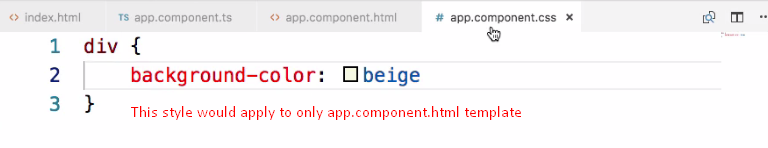 <> index.html TS app.component.ts <> app.component.html # app.component.css ×
1 div {
2 background-color: beige
3 }
This style would apply to only app.component.html template